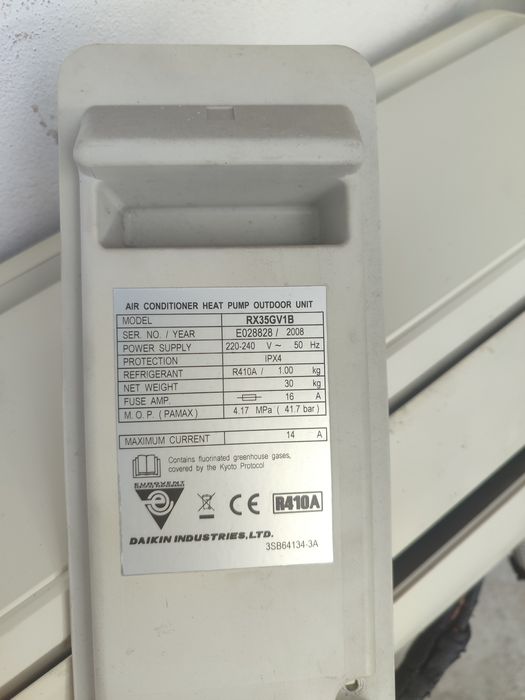 AIR CONDITIONER HEAT PUMP OUTDOOR UNIT
MODEL RX35GV1B
SER. NO. / YEAR E028828 / 2008
POWER SUPPLY 220-240 V ~ 50 Hz
PROTECTION IPX4
REFRIGERANT R410A / 1.00 kg
NET WEIGHT 30 kg
FUSE AMP. 16 A
M. O. P. (PAMAX) 4.17 MPa ( 41.7 bar)
MAXIMUM CURRENT 14 A
Contains fluorinated greenhouse gases,
covered by the Kyoto Protocol
EUROVENT
CE R410A
DAIKIN INDUSTRIES,LTD.
3SB64134-3A